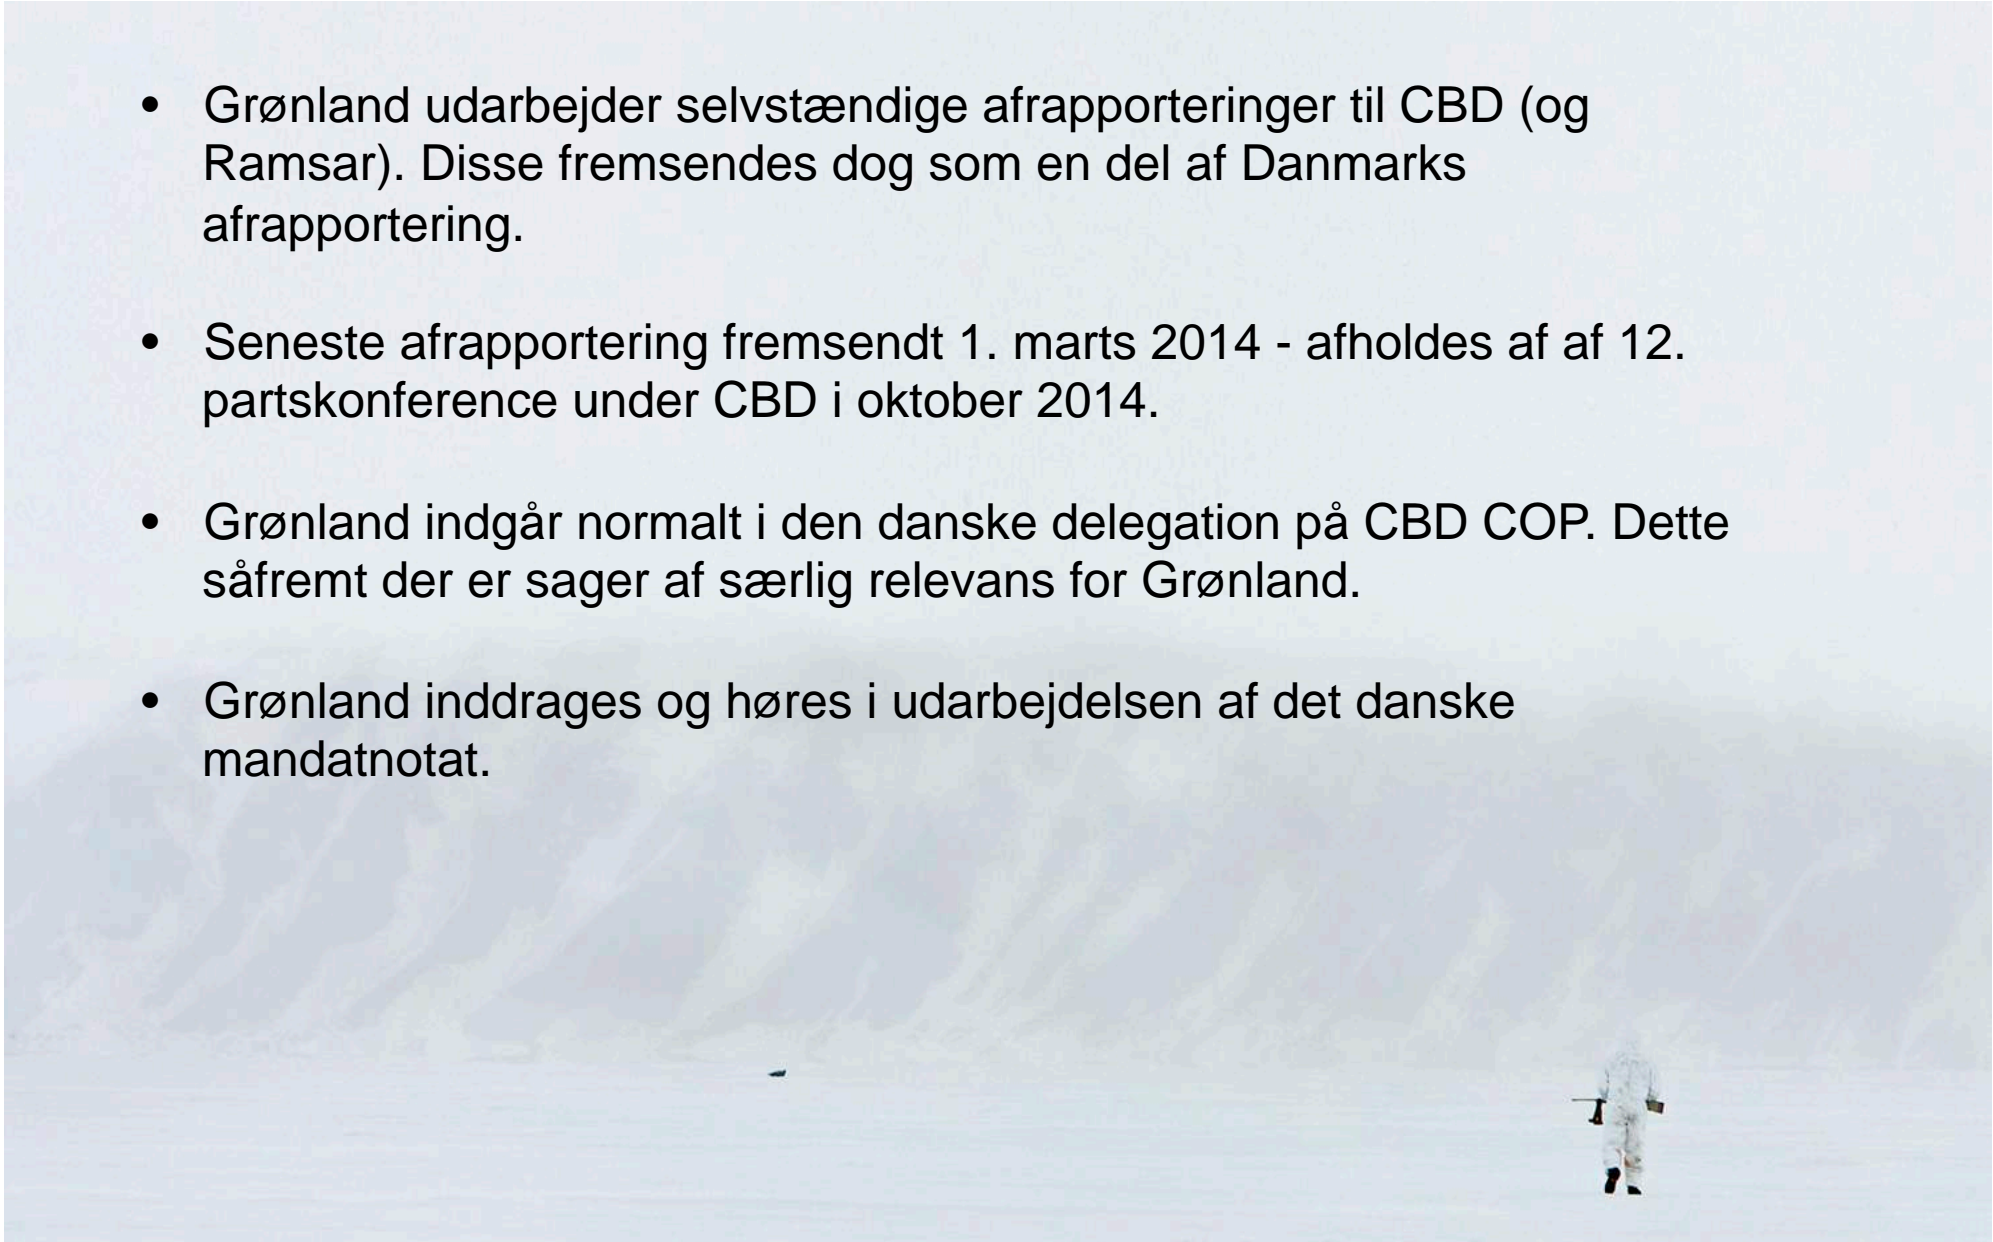 • Grønland udarbejder selvstændige afrapporteringer til CBD (og
Ramsar). Disse fremsendes dog som en del af Danmarks
afrapportering.
• Seneste afrapportering fremsendt 1. marts 2014 - afholdes af af 12.
partskonference under CBD i oktober 2014.
• Grønland indgår normalt i den danske delegation på CBD COP. Dette
såfremt der er sager af særlig relevans for Grønland.
• Grønland inddrages og høres i udarbejdelsen af det danske
mandatnotat.